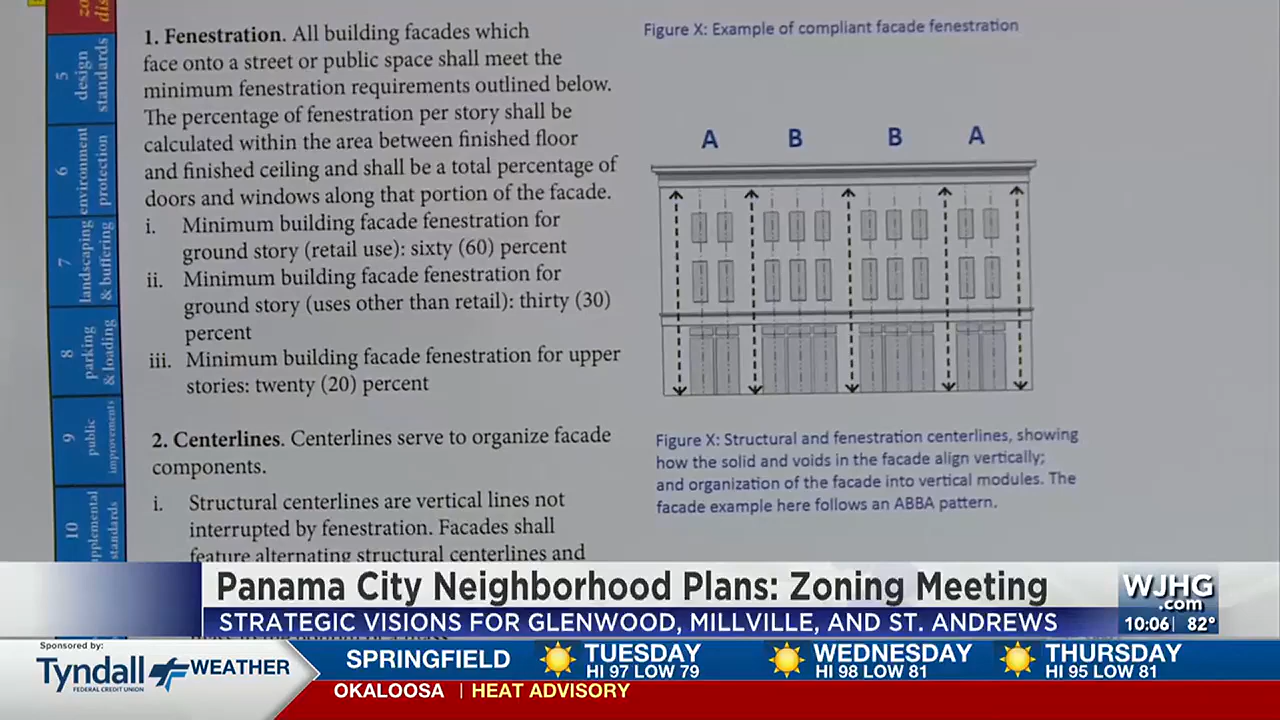 zo
dis
5
design
standards
6
environment
protection
7
landscaping
& buffering
8
parking
& loading
9
public
improvements
10
1. Fenestration. All building facades which
face onto a street or public space shall meet the
minimum fenestration requirements outlined below.
The percentage of fenestration per story shall be
calculated within the area between finished floor
and finished ceiling and shall be a total percentage of
doors and windows along that portion of the facade.
i. Minimum building facade fenestration for
ground story (retail use): sixty (60) percent
ii. Minimum building facade fenestration for
ground story (uses other than retail): thirty (30)
percent
iii. Minimum building facade fenestration for upper
stories: twenty (20) percent
2. Centerlines. Centerlines serve to organize facade
components.
i. Structural centerlines are vertical lines not
interrupted by fenestration. Facades shall
feature alternating structural centerlines and
Figure X: Example of compliant facade fenestration
A B B A
Figure X: Structural and fenestration centerlines, showing
how the solid and voids in the facade align vertically;
and organization of the facade into vertical modules. The
facade example here follows an ABBA pattern.
Panama City Neighborhood Plans: Zoning Meeting
STRATEGIC VISIONS FOR GLENWOOD, MILLVILLE, AND ST. ANDREWS
WJHG
.com
10:06 82°
Sponsored by:
Tyndall
FEDERAL CREDIT UNION
WEATHER
SPRINGFIELD
TUESDAY
HI 97 LOW 79
WEDNESDAY
HI 98 LOW 81
THURSDAY
HI 95 LOW 81
OKALOOSA | HEAT ADVISORY